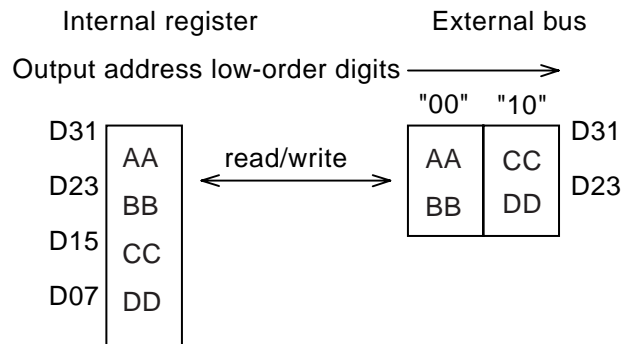 Internal register External bus
Output address low-order digits
"00" "10"
D31 AA read/write AA CC D31
D23 BB BB DD D23
D15 CC
D07 DD